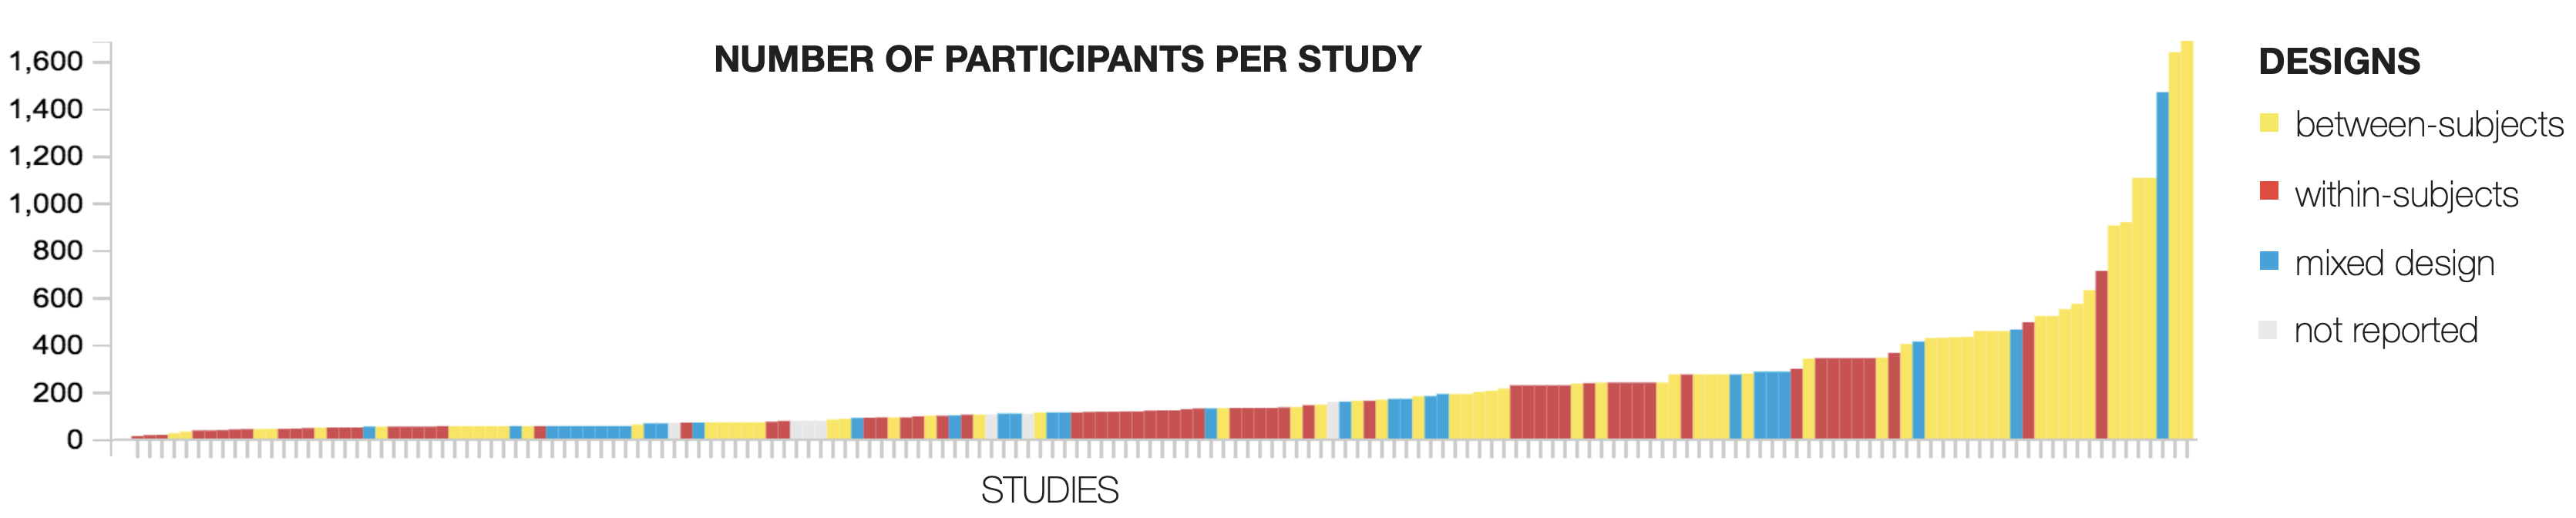 NUMBER OF PARTICIPANTS PER STUDY
1,600
1,400
1,200
1,000
800
600
400
200
0
STUDIES
DESIGNS
between-subjects
within-subjects
mixed design
not reported